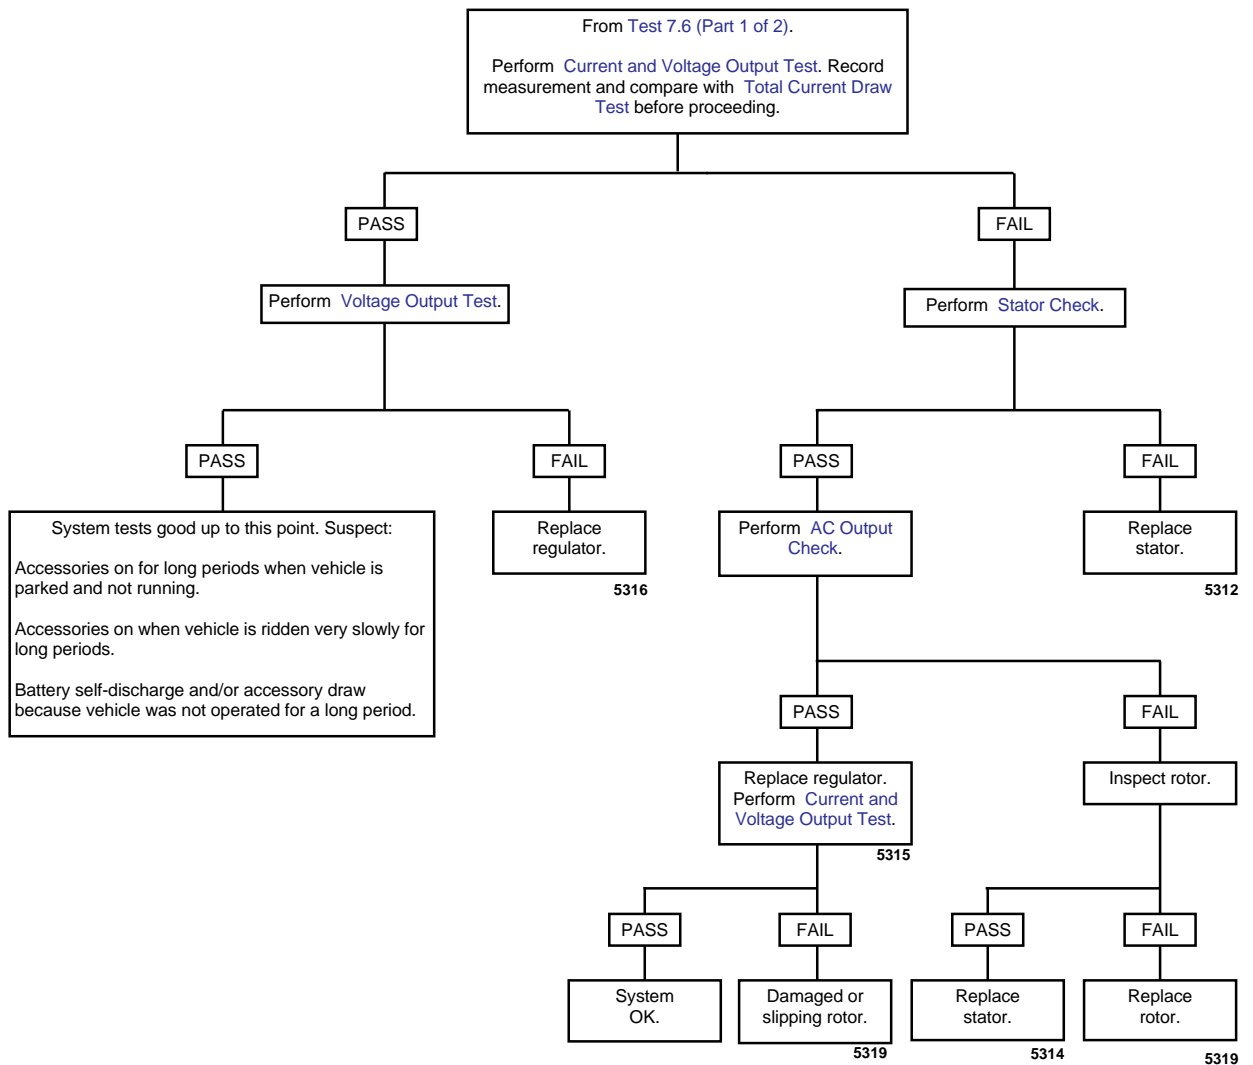 From Test 7.6 (Part 1 of 2).
Perform Current and Voltage Output Test. Record
measurement and compare with Total Current Draw
Test before proceeding.
PASS
FAIL
Perform Voltage Output Test.
Perform Stator Check.
PASS
FAIL
PASS
FAIL
System tests good up to this point. Suspect:
Accessories on for long periods when vehicle is
parked and not running.
Accessories on when vehicle is ridden very slowly for
long periods.
Battery self-discharge and/or accessory draw
because vehicle was not operated for a long period.
Replace
regulator.
5316
Perform AC Output
Check.
Replace
stator.
5312
PASS
FAIL
Replace regulator.
Perform Current and
Voltage Output Test.
5315
Inspect rotor.
PASS
FAIL
PASS
FAIL
System
OK.
Damaged or
slipping rotor.
5319
Replace
stator.
5314
Replace
rotor.
5319